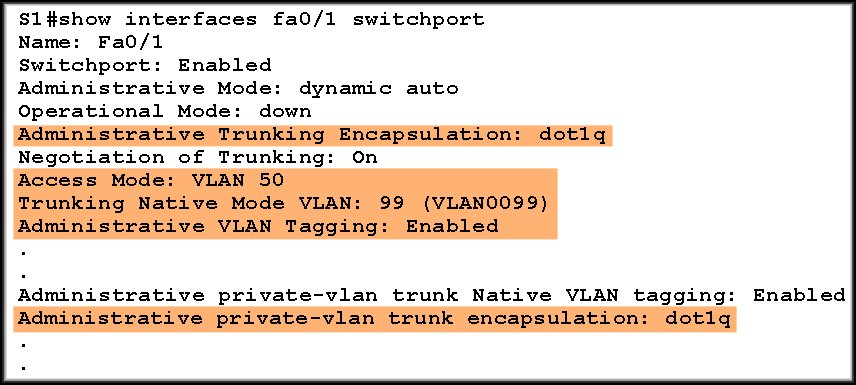 S1#show interfaces fa0/1 switchport
Name: Fa0/1
Switchport: Enabled
Administrative Mode: dynamic auto
Operational Mode: down
Administrative Trunking Encapsulation: dot1q
Negotiation of Trunking: On
Access Mode: VLAN 50
Trunking Native Mode VLAN: 99 (VLAN0099)
Administrative VLAN Tagging: Enabled
.
.
Administrative private-vlan trunk Native VLAN tagging: Enabled
Administrative private-vlan trunk encapsulation: dot1q
.
.